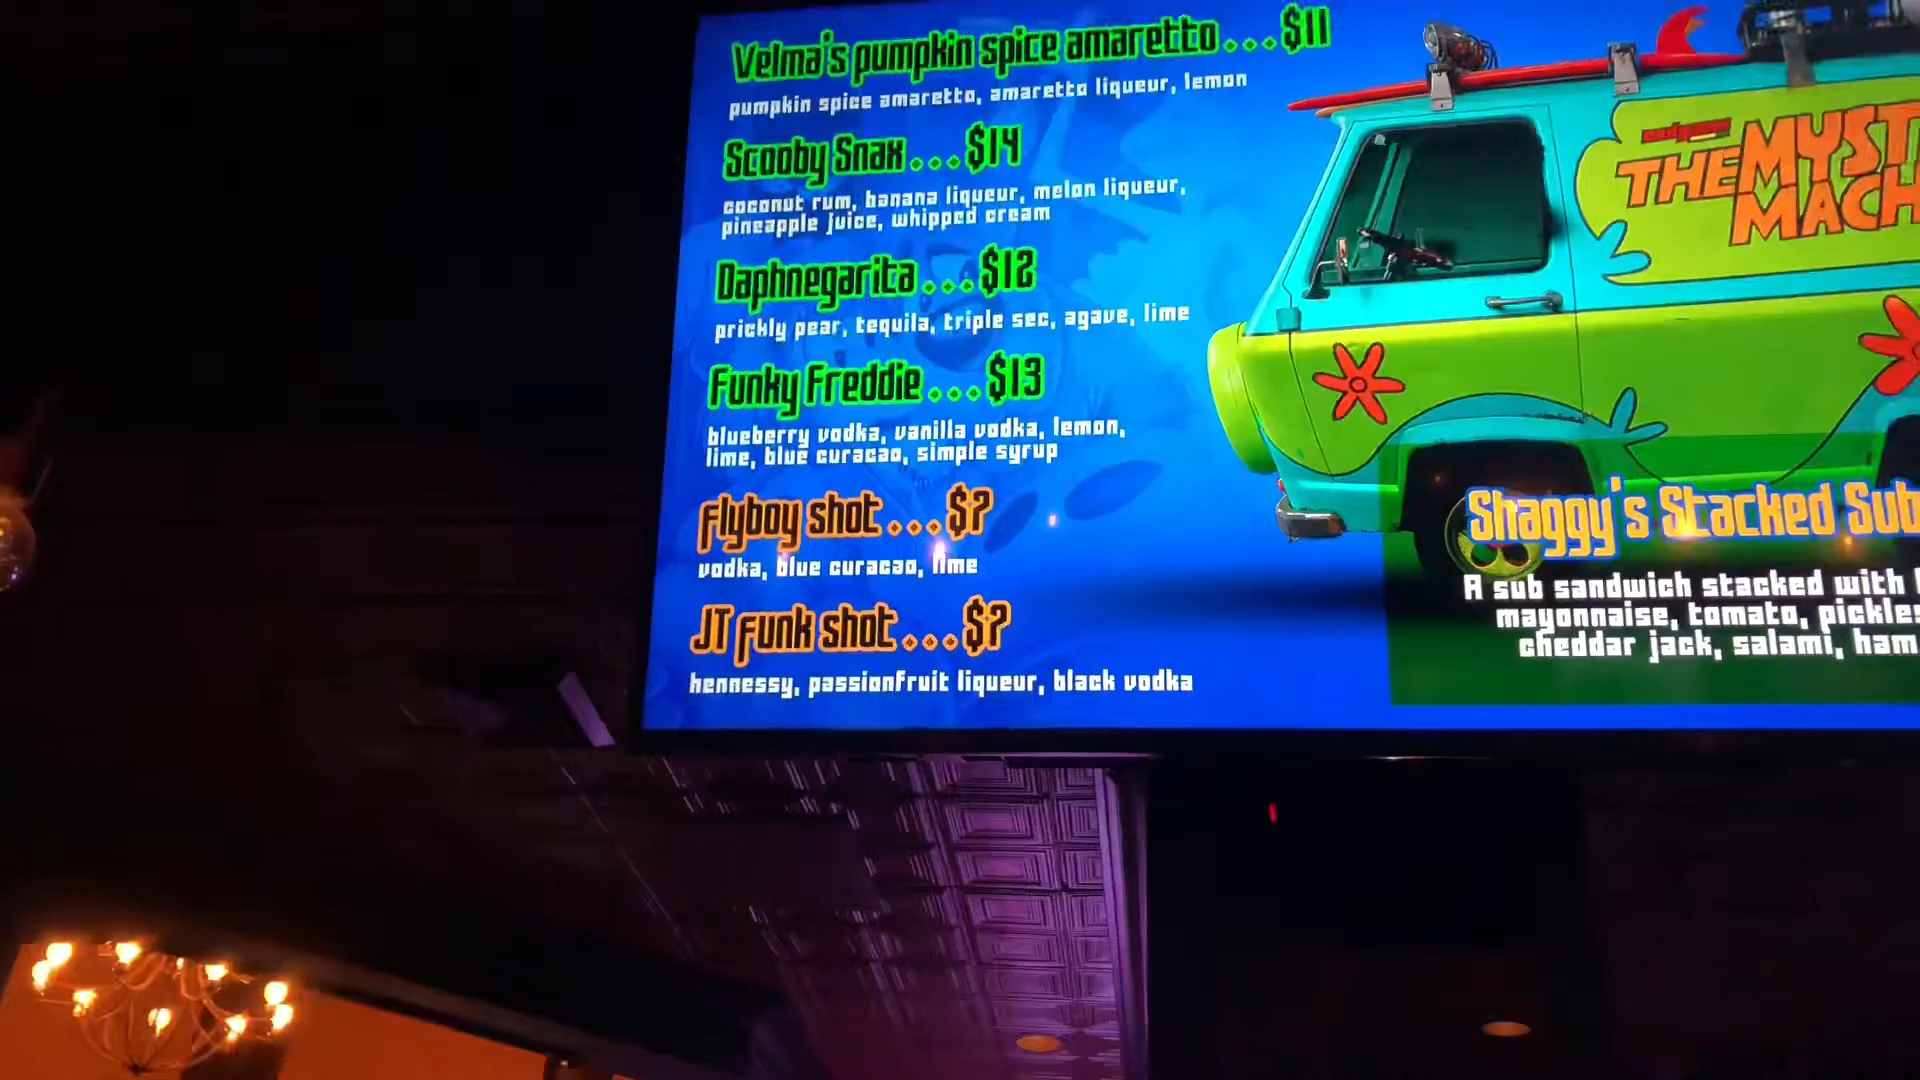 Velma's pumpkin spice amaretto...$11
pumpkin spice amaretto, amaretto liqueur, lemon
Scooby Snax...$14
coconut rum, banana liqueur, melon liqueur,
pineapple juice, whipped cream
Daphnegarita...$12
prickly pear, tequila, triple sec, agave, lime
Funky Freddie...$13
blueberry vodka, vanilla vodka, lemon,
lime, blue curacao, simple syrup
Flyboy shot...$7
vodka, blue curacao, lime
JT Funk shot...$7
hennessy, passionfruit liqueur, black vodka
THE MYST
MACH
Shaggy's Stacked Sub
A sub sandwich stacked with
mayonnaise, tomato, pickles
cheddar jack, salami, ham